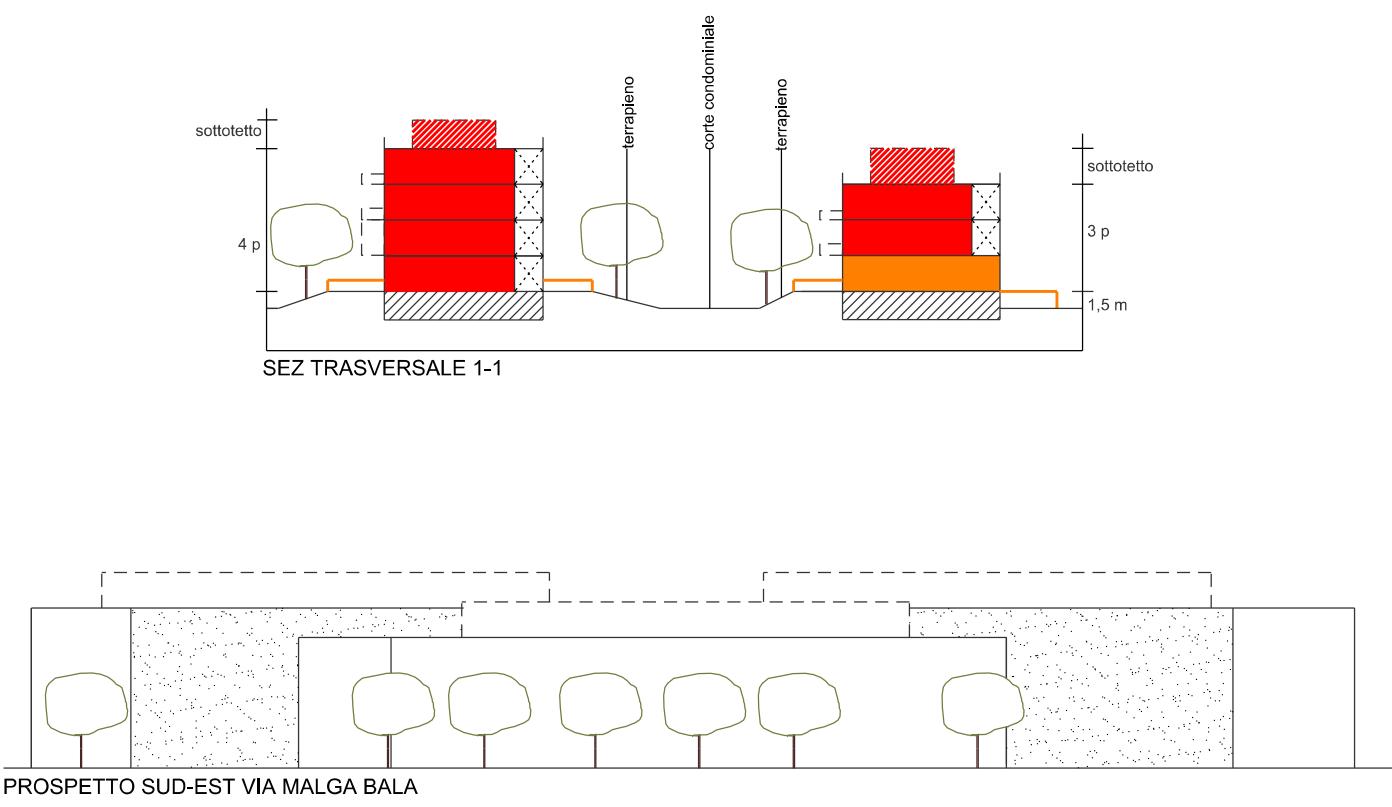 terrapieno
corte condominiale
terrapieno
sottotetto
sottotetto
4 p
3 p
1,5 m
SEZ TRASVERSALE 1-1
PROSPETTO SUD-EST VIA MALGA BALA